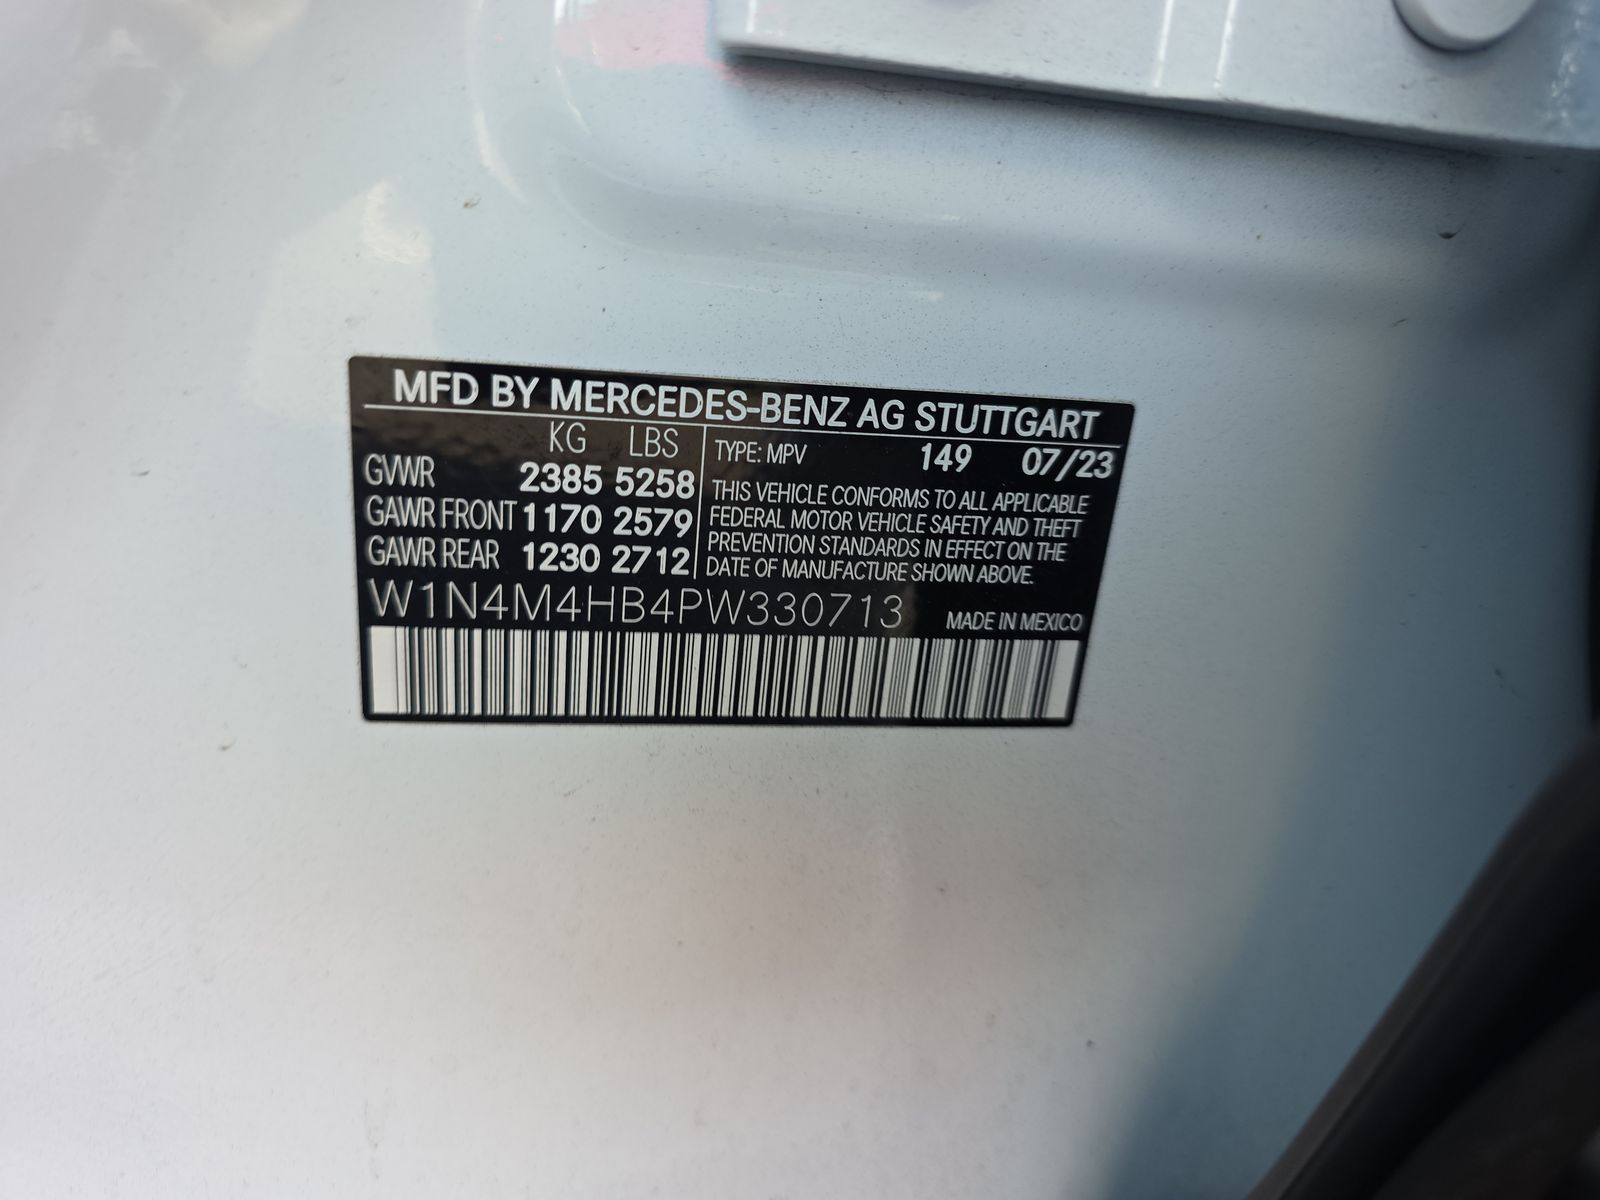 MFD BY MERCEDES-BENZ AG STUTTGART
KG LBS
GVWR 2385 5258
GAWR FRONT 1170 2579
GAWR REAR 1230 2712
TYPE: MPV 149 07/23
THIS VEHICLE CONFORMS TO ALL APPLICABLE
FEDERAL MOTOR VEHICLE SAFETY AND THEFT
PREVENTION STANDARDS IN EFFECT ON THE
DATE OF MANUFACTURE SHOWN ABOVE.
W1N4M4HB4PW330713 MADE IN MEXICO